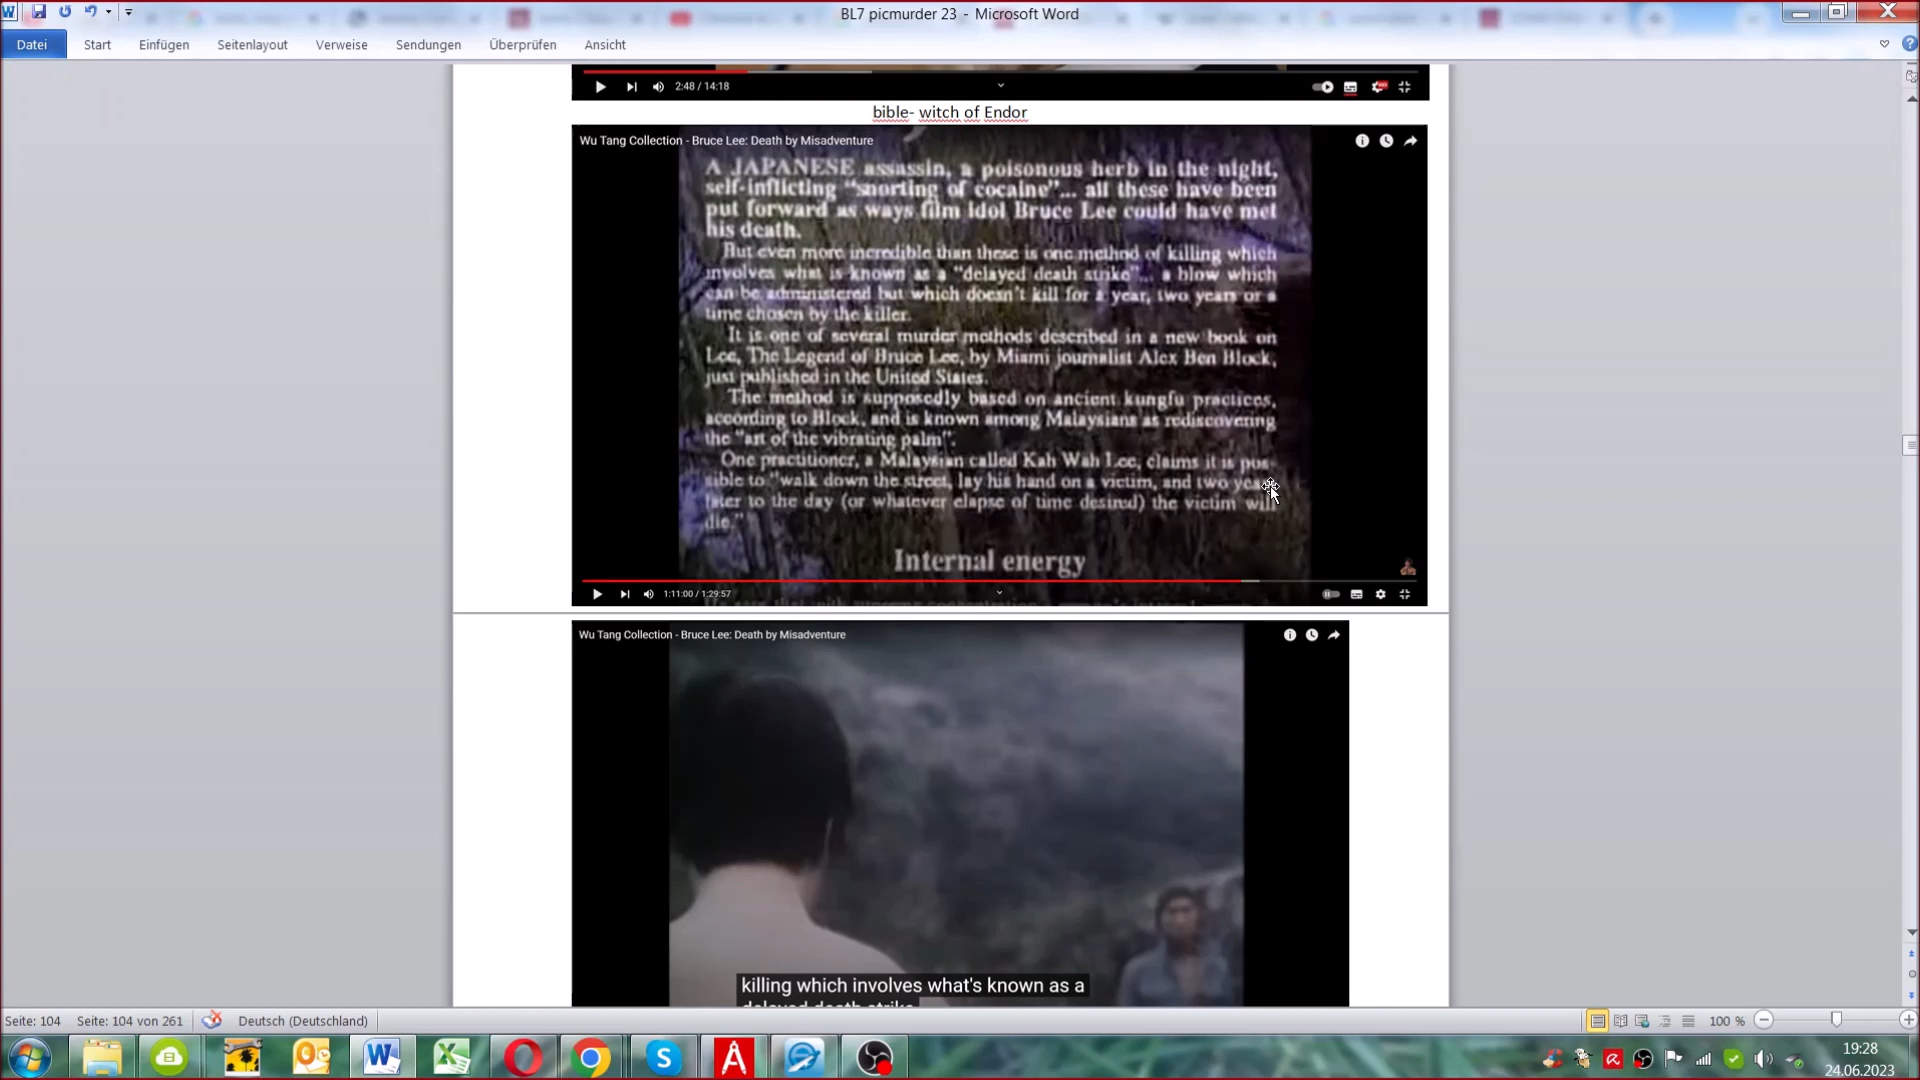 BL7 picmurder 23 - Microsoft Word
Datei Start Einfügen Seitenlayout Verweise Sendungen Überprüfen Ansicht
2:48 / 14:18
bible- witch of Endor
Wu Tang Collection - Bruce Lee: Death by Misadventure
A JAPANESE assassin, a poisonous herb in the night,
self-inflicting "snorting of cocaine"... all these have been
put forward as ways film idol Bruce Lee could have met
his death.
But even more incredible than these is one method of killing which
involves what is known as a "delayed death strike"... a blow which
can be administered but which doesn't kill for a year, two years or a
time chosen by the killer.
It is one of several murder methods described in a new book on
Lee, The Legend of Bruce Lee, by Miami journalist Alex Ben Block,
just published in the United States.
The method is supposedly based on ancient kungfu practices,
according to Block, and is known among Malaysians as rediscovering
the "art of the vibrating palm".
One practitioner, a Malaysian called Kah Wah Lee, claims it is pos-
sible to "walk down the street, lay his hand on a victim, and two years
later to the day (or whatever elapse of time desired) the victim will
die."
Internal energy
1:11:00 / 1:29:57
Wu Tang Collection - Bruce Lee: Death by Misadventure
killing which involves what's known as a
delayed death strike
Seite: 104 Seite: 104 von 261 Deutsch (Deutschland) 100 %
19:28
24.06.2023